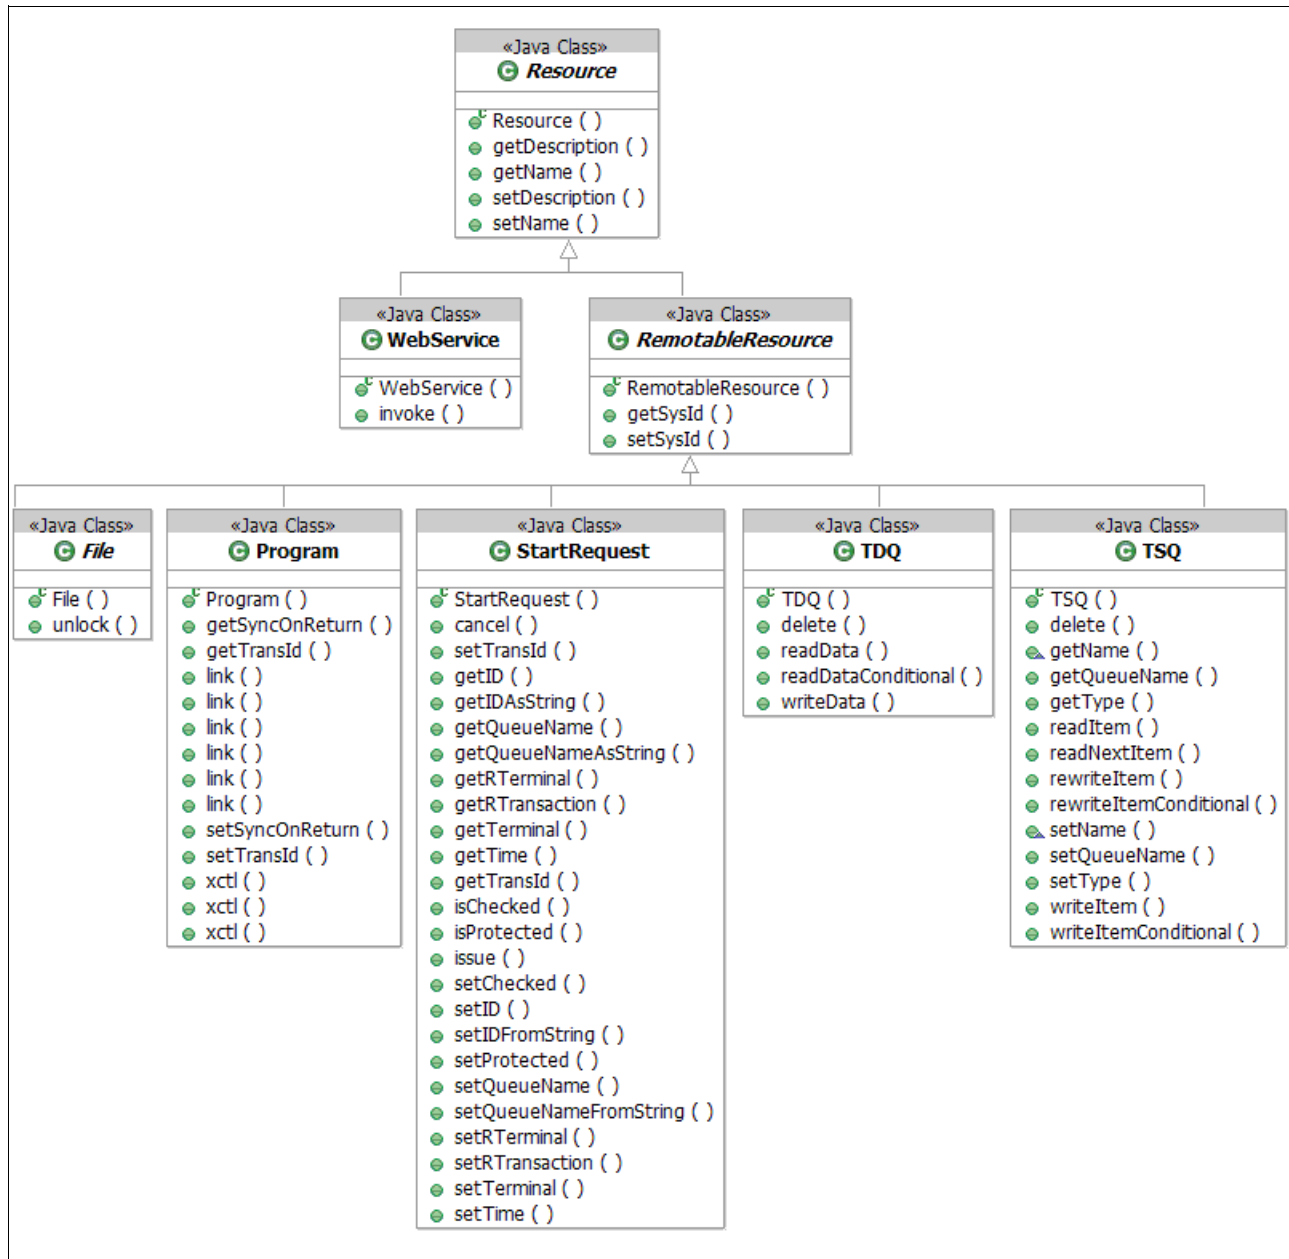 «Java Class»
Resource
Resource ( )
getDescription ( )
getName ( )
setDescription ( )
setName ( )
«Java Class»
WebService
WebService ( )
invoke ( )
«Java Class»
RemotableResource
RemotableResource ( )
getSysId ( )
setSysId ( )
«Java Class»
File
File ( )
unlock ( )
«Java Class»
Program
Program ( )
getSyncOnReturn ( )
getTransId ( )
link ( )
link ( )
link ( )
link ( )
link ( )
link ( )
setSyncOnReturn ( )
setTransId ( )
xctl ( )
xctl ( )
xctl ( )
«Java Class»
StartRequest
StartRequest ( )
cancel ( )
setTransId ( )
getID ( )
getIDAsString ( )
getQueueName ( )
getQueueNameAsString ( )
getRTerminal ( )
getRTransaction ( )
getTerminal ( )
getTime ( )
getTransId ( )
isChecked ( )
isProtected ( )
issue ( )
setChecked ( )
setID ( )
setIDFromString ( )
setProtected ( )
setQueueName ( )
setQueueNameFromString ( )
setRTerminal ( )
setRTransaction ( )
setTerminal ( )
setTime ( )
«Java Class»
TDQ
TDQ ( )
delete ( )
readData ( )
readDataConditional ( )
writeData ( )
«Java Class»
TSQ
TSQ ( )
delete ( )
getName ( )
getQueueName ( )
getType ( )
readItem ( )
readNextItem ( )
rewriteItem ( )
rewriteItemConditional ( )
setName ( )
setQueueName ( )
setType ( )
writeItem ( )
writeItemConditional ( )